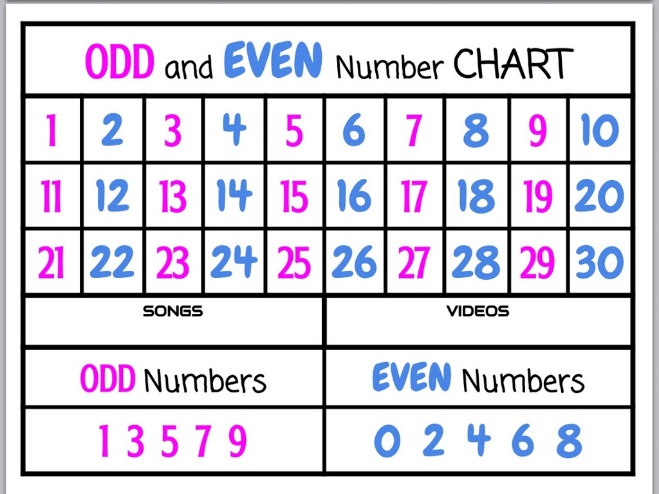 ODD and EVEN Number CHART
1 2 3 4 5 6 7 8 9 10
11 12 13 14 15 16 17 18 19 20
21 22 23 24 25 26 27 28 29 30
SONGS VIDEOS
ODD Numbers EVEN Numbers
1 3 5 7 9 0 2 4 6 8